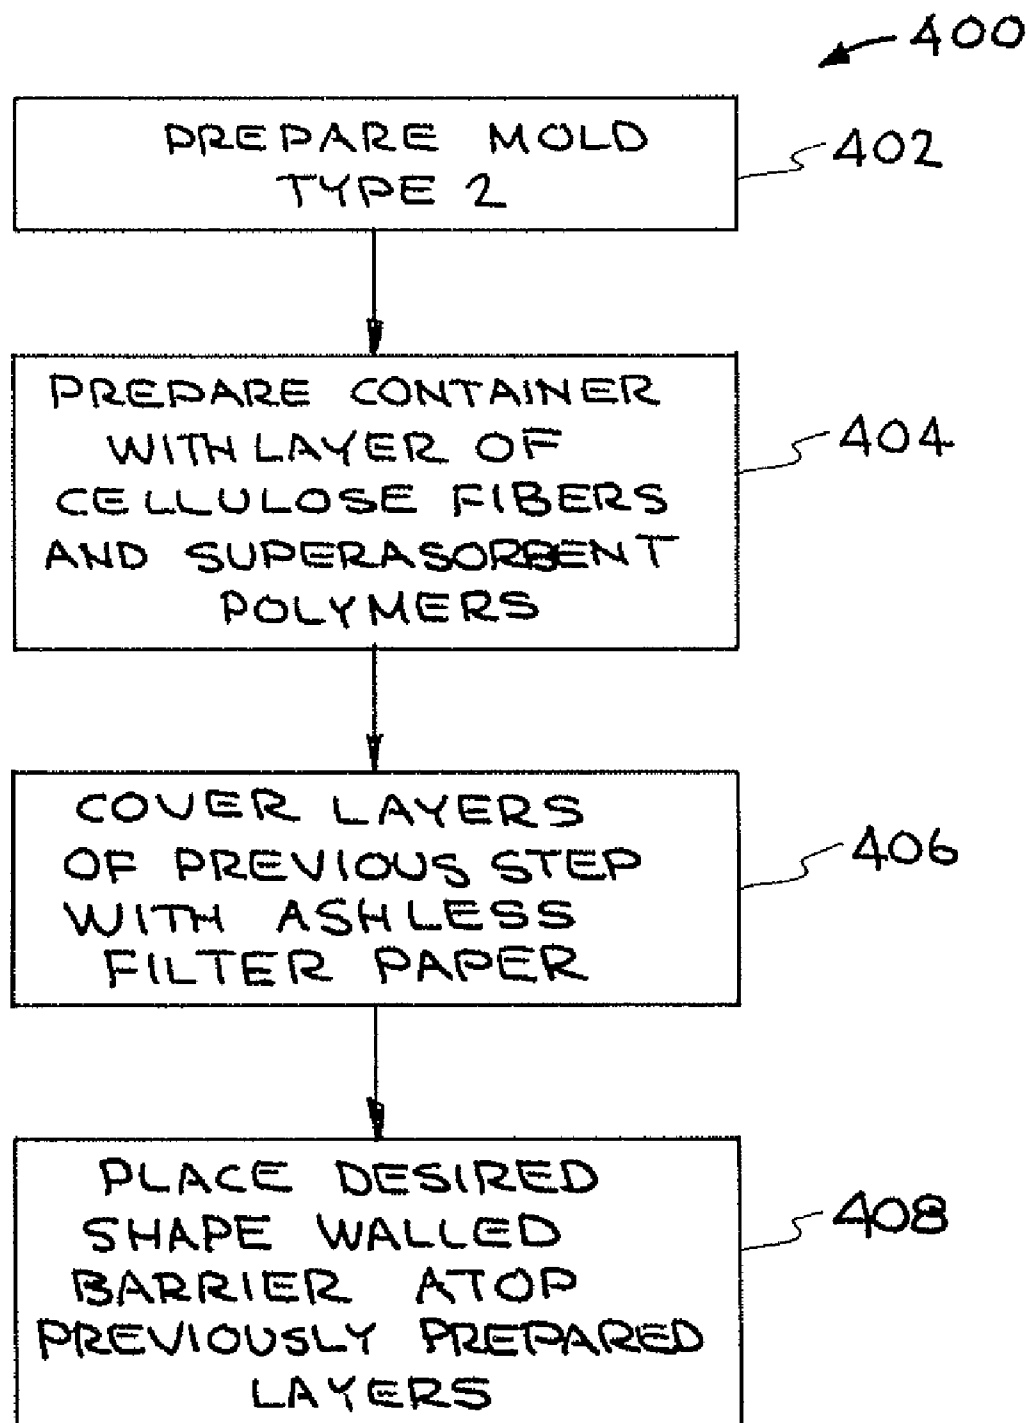 400
PREPARE MOLD
TYPE 2
402
PREPARE CONTAINER
WITH LAYER OF
CELLULOSE FIBERS
AND SUPERASORBENT
POLYMERS
404
COVER LAYERS
OF PREVIOUS STEP
WITH ASHLESS
FILTER PAPER
406
PLACE DESIRED
SHAPE WALLED
BARRIER ATOP
PREVIOUSLY PREPARED
LAYERS
408